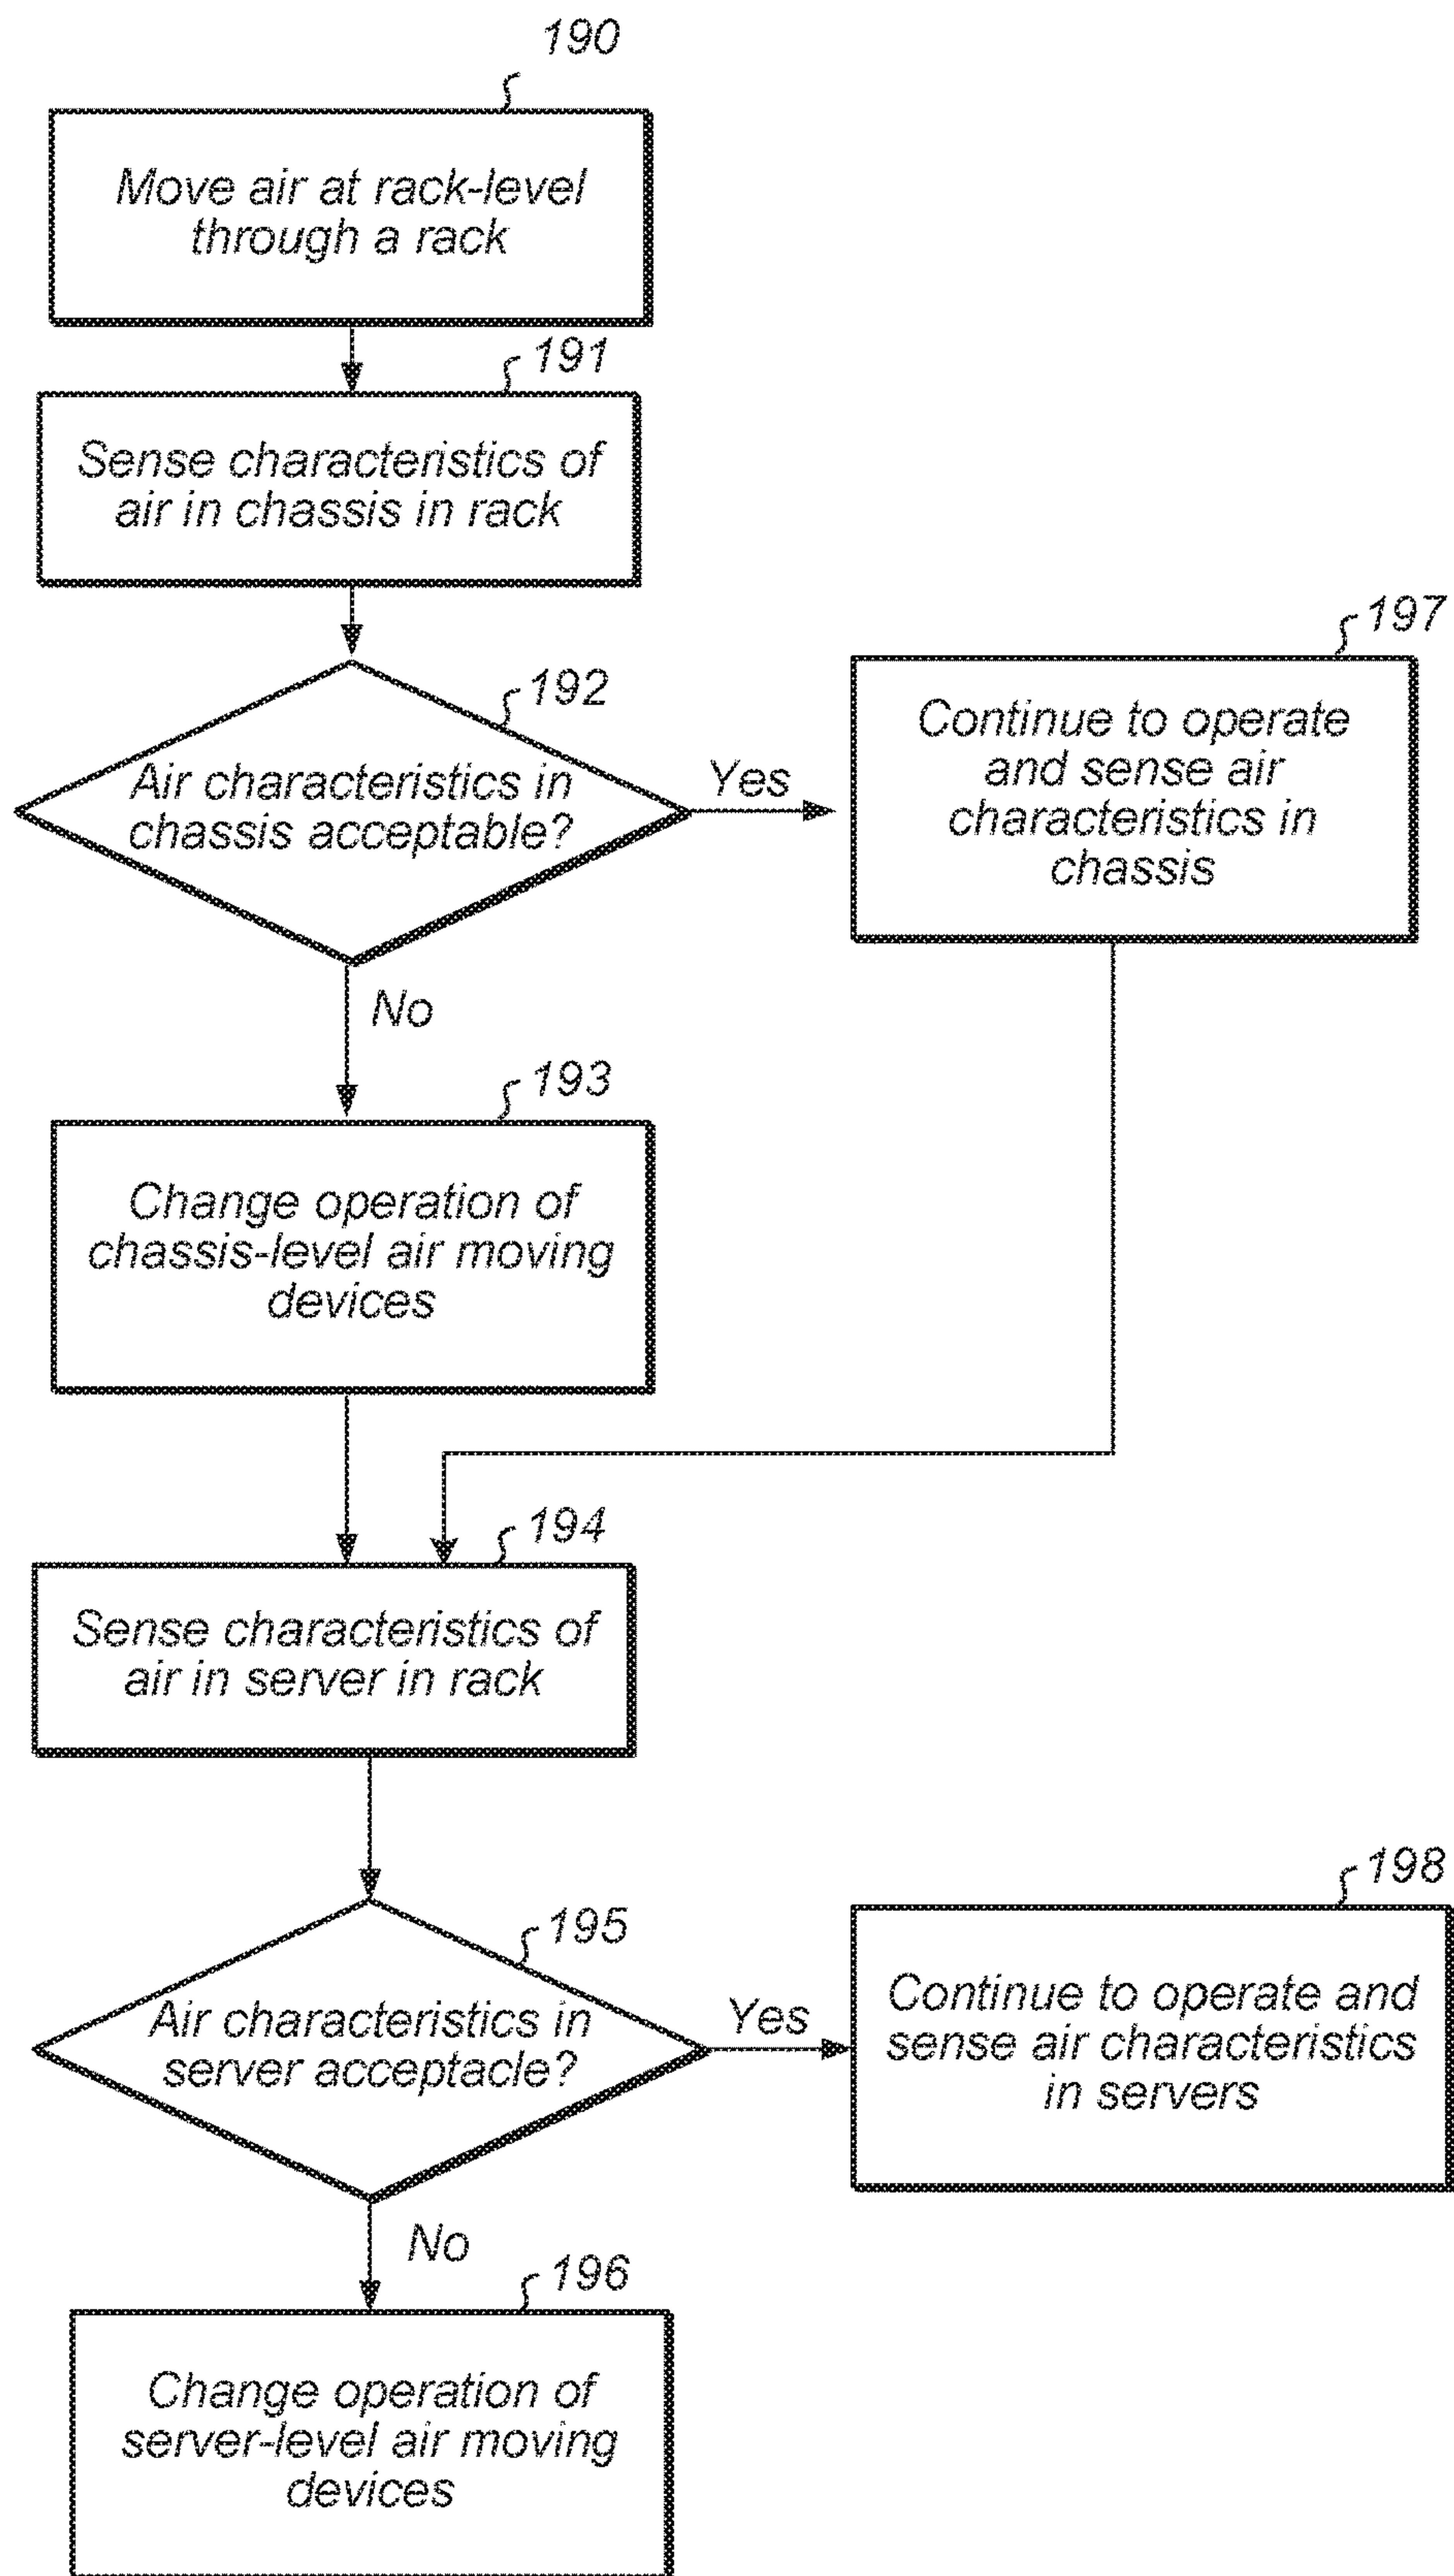 190
Move air at rack-level
through a rack
191
Sense characteristics of
air in chassis in rack
192
Air characteristics in
chassis acceptable?
Yes
197
Continue to operate
and sense air
characteristics in
chassis
No
193
Change operation of
chassis-level air moving
devices
194
Sense characteristics of
air in server in rack
195
Air characteristics in
server acceptacle?
Yes
198
Continue to operate and
sense air characteristics
in servers
No
196
Change operation of
server-level air moving
devices